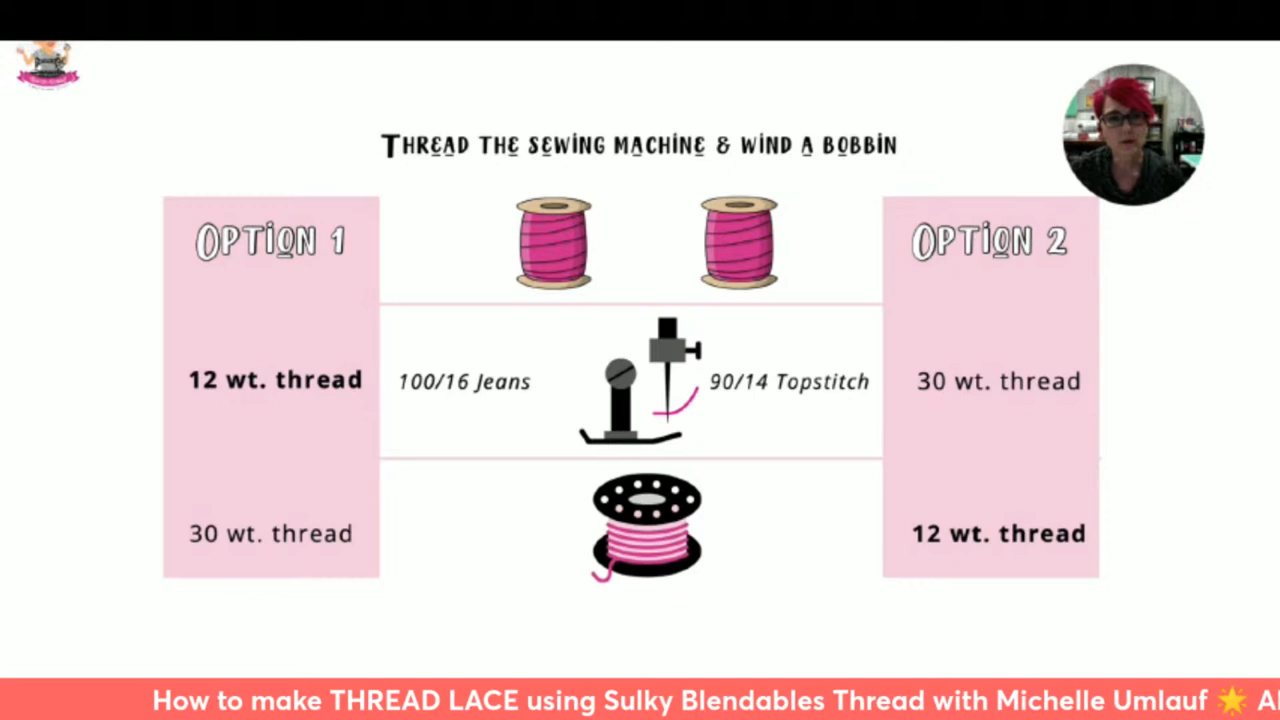 THREAD THE SEWING MACHINE & WIND A BOBBIN
OPTION 1
OPTION 2
12 wt. thread
100/16 Jeans
90/14 Topstitch
30 wt. thread
30 wt. thread
12 wt. thread
How to make THREAD LACE using Sulky Blendables Thread with Michelle Umlauf 🌟 A